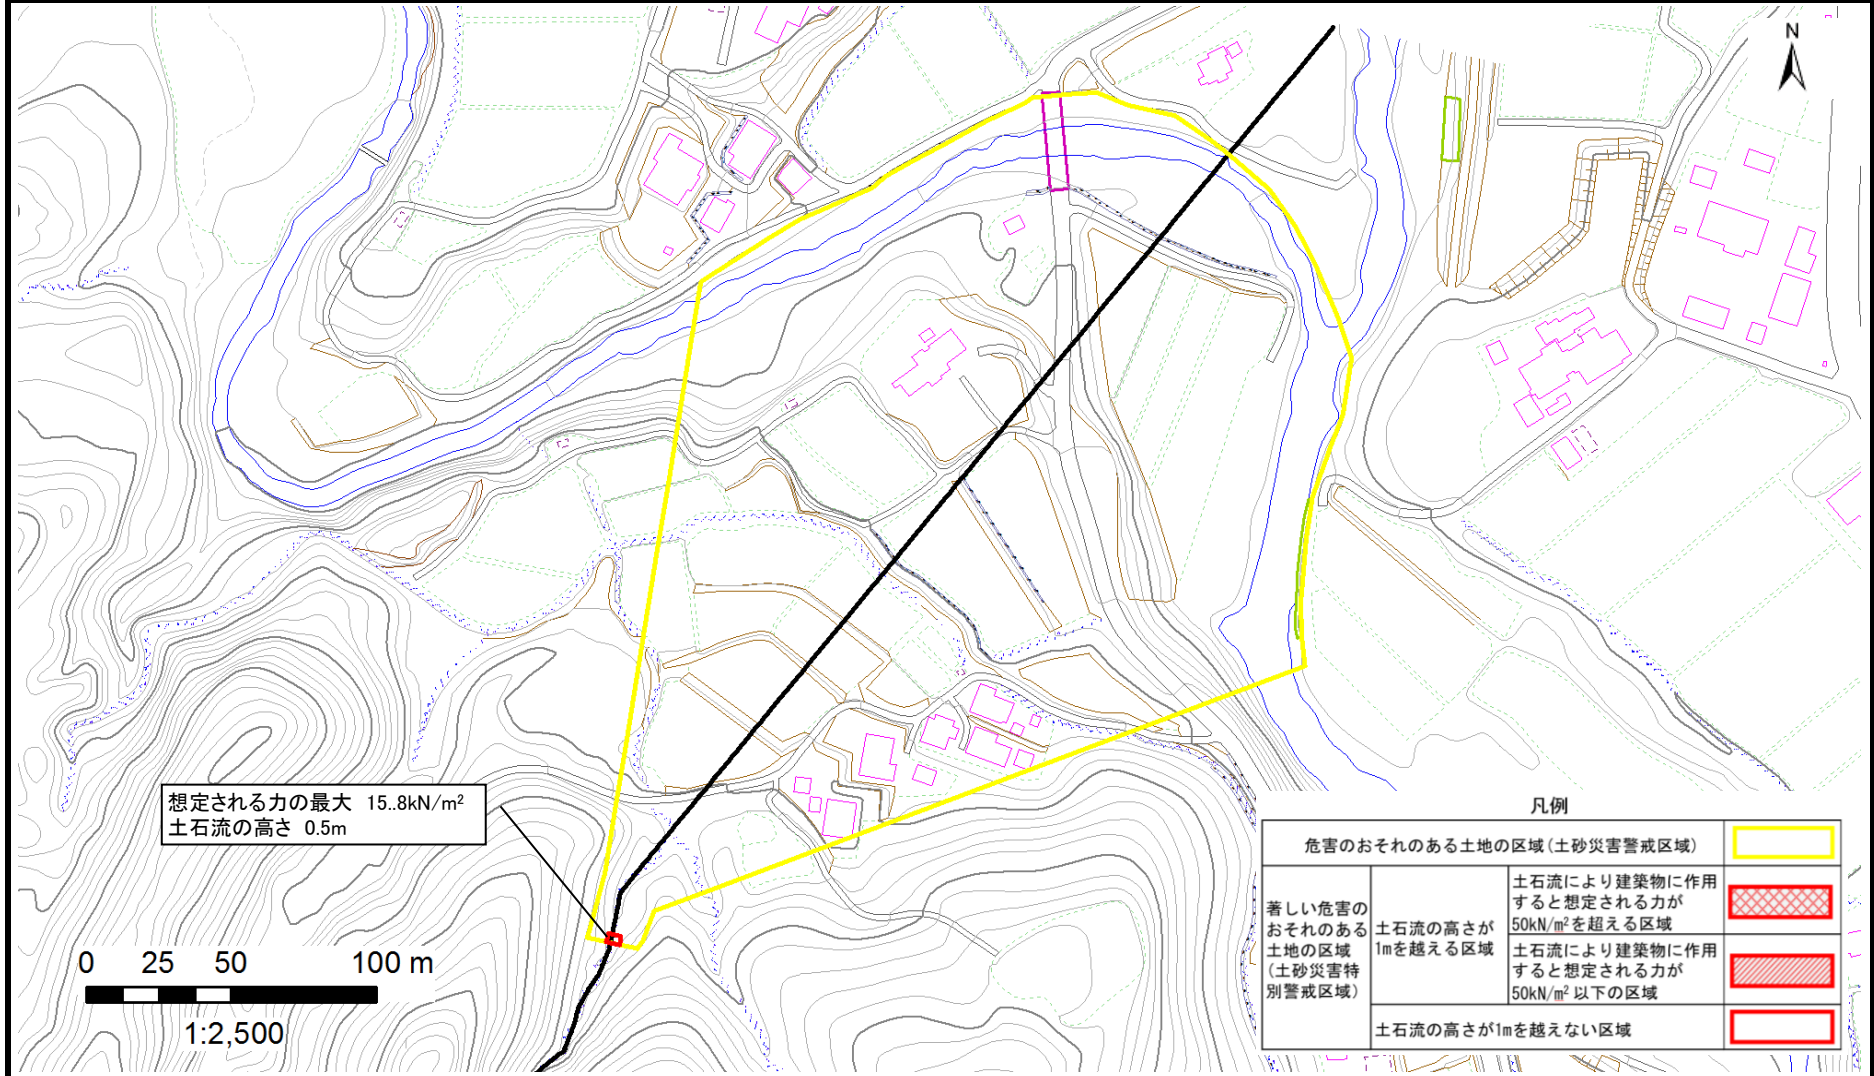 N
想定される力の最大 15..8kN/m²
土石流の高さ 0.5m
0 25 50 100 m
1:2,500
凡例
危害のおそれのある土地の区域(土砂災害警戒区域)
著しい危害の
おそれのある
土地の区域
(土砂災害特
別警戒区域)
土石流の高さが
1mを越える区域
土石流により建築物に作用
すると想定される力が
50kN/㎡を超える区域
土石流により建築物に作用
すると想定される力が
50kN/㎡以下の区域
土石流の高さが1mを越えない区域